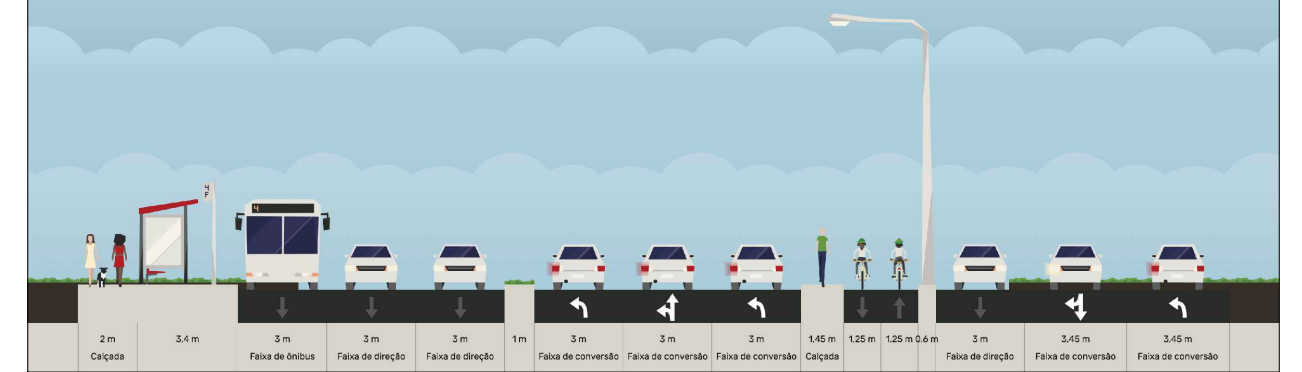 4
F
4
2 m
Calçada
3,4 m
3 m
Faixa de ônibus
3 m
Faixa de direção
3 m
Faixa de direção
1 m
3 m
Faixa de conversão
3 m
Faixa de conversão
3 m
Faixa de conversão
1,45 m
Calçada
1,25 m
1,25 m
0,6 m
3 m
Faixa de direção
3,45 m
Faixa de conversão
3,45 m
Faixa de conversão